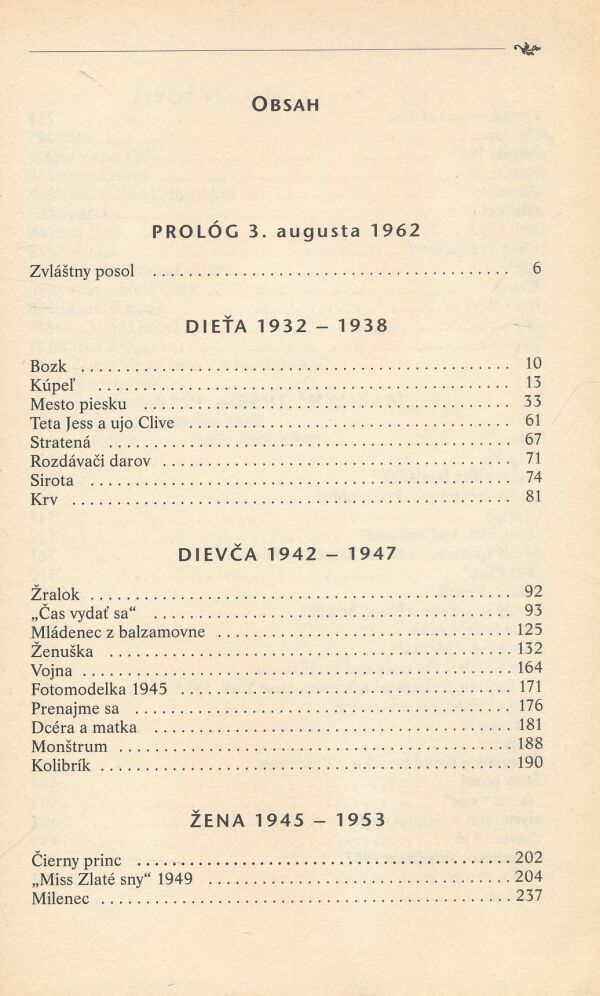 OBSAH
PROLÓG 3. augusta 1962
Zvláštny posol ........................................ 6
DIEŤA 1932 – 1938
Bozk ........................................ 10
Kúpeľ ........................................ 13
Mesto piesku ........................................ 33
Teta Jess a ujo Clive ........................................ 61
Stratená ........................................ 67
Rozdávači darov ........................................ 71
Sirota ........................................ 74
Krv ........................................ 81
DIEVČA 1942 – 1947
Žralok ........................................ 92
„Čas vydať sa“ ........................................ 93
Mládenec z balzamovne ........................................ 125
Ženuška ........................................ 132
Vojna ........................................ 164
Fotomodelka 1945 ........................................ 171
Prenajme sa ........................................ 176
Dcéra a matka ........................................ 181
Monštrum ........................................ 188
Kolibrík ........................................ 190
ŽENA 1945 – 1953
Čierny princ ........................................ 202
„Miss Zlaté sny“ 1949 ........................................ 204
Milenec ........................................ 237